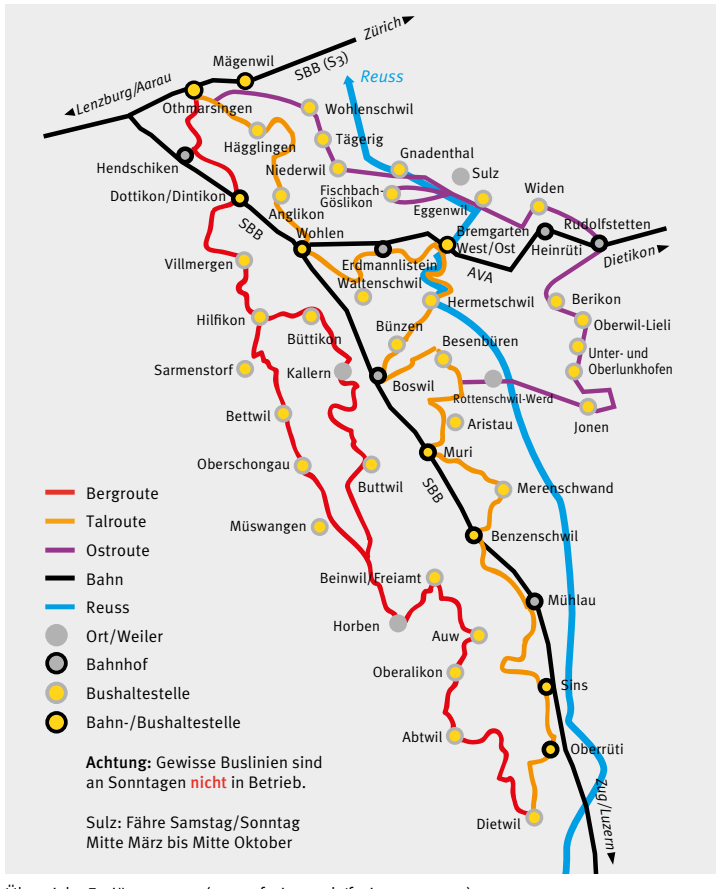 Zürich
Mägenwil
SBB (S3)
Lenzburg/Aarau
Reuss
Othmarsingen
Wohlenschwil
Hägglingen
Tägerig
Gnadenthal
Hendschiken
Niederwil
Sulz
Dottikon/Dintikon
Fischbach-
Göslikon
Eggenwil
Widen
Anglikon
SBB
Wohlen
Bremgarten
West/Ost
Rudolfstetten
Heinrüti
Dietikon
Erdmannlistein
AVA
Villmergen
Waltenschwil
Hermetschwil
Berikon
Hilfikon
Büttikon
Bünzen
Besenbüren
Oberwil-Lieli
Unter- und
Oberlunkhofen
Sarmenstorf
Kallern
Boswil
Rottenschwil-Werd
Bettwil
Aristau
Jonen
Muri
Oberschongau
Buttwil
SBB
Merenschwand
Müswangen
Benzenschwil
Beinwil/Freiamt
Mühlau
Horben
Auw
Oberalikon
Sins
Abtwil
Oberrüti
Zug/Luzern
Dietwil
Bergroute
Talroute
Ostroute
Bahn
Reuss
Ort/Weiler
Bahnhof
Bushaltestelle
Bahn-/Bushaltestelle
Achtung: Gewisse Buslinien sind
an Sonntagen nicht in Betrieb.
Sulz: Fähre Samstag/Sonntag
Mitte März bis Mitte Oktober